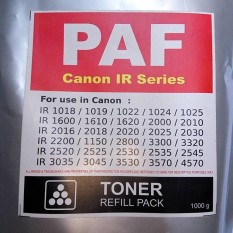 PAF
Canon IR Series
For use in Canon :
IR 1018 / 1019 / 1022 / 1024 / 1025
IR 1600 / 1610 / 1620 / 2000 / 2010
IR 2016 / 2018 / 2020 / 2025 / 2030
IR 2200 / 1150 / 2800 / 3300 / 3320
IR 2520 / 2525 / 2530 / 2535 / 2545
IR 3035 / 3045 / 3530 / 3570 / 4570
TONER
REFILL PACK
1000 g